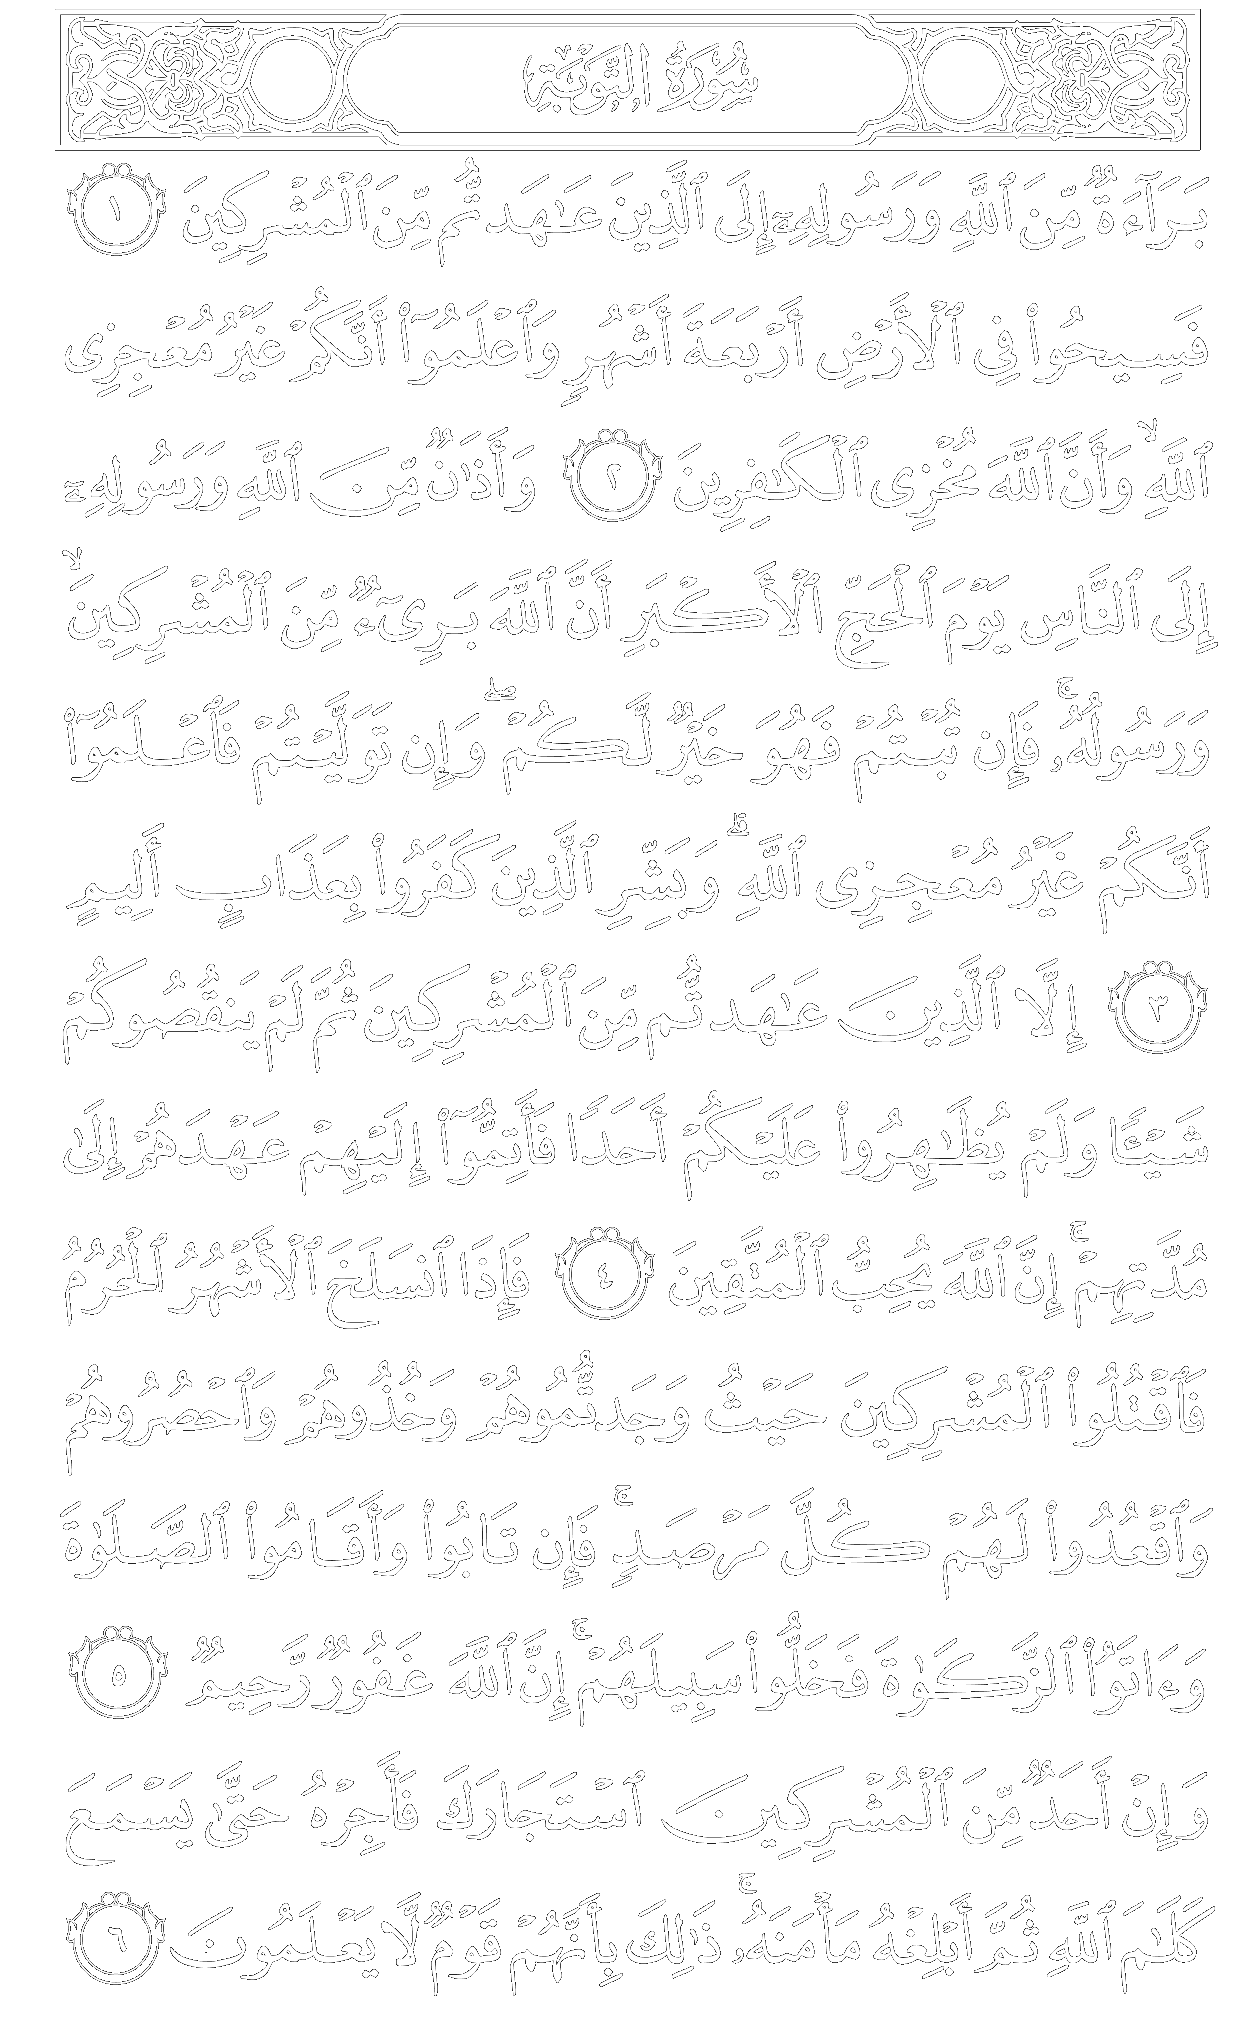 سُورَةُ التَّوۡبَةِ
بَرَآءَةٞ مِّنَ ٱللَّهِ وَرَسُولِهِۦٓ إِلَى ٱلَّذِينَ عَٰهَدتُّم مِّنَ ٱلۡمُشۡرِكِينَ ١
فَسِيحُواْ فِي ٱلۡأَرۡضِ أَرۡبَعَةَ أَشۡهُرٖ وَٱعۡلَمُوٓاْ أَنَّكُمۡ غَيۡرُ مُعۡجِزِي
ٱللَّهِۙ وَأَنَّ ٱللَّهَ مُخۡزِي ٱلۡكَٰفِرِينَ ٢ وَأَذَٰنٞ مِّنَ ٱللَّهِ وَرَسُولِهِۦٓ
إِلَى ٱلنَّاسِ يَوۡمَ ٱلۡحَجِّ ٱلۡأَكۡبَرِ أَنَّ ٱللَّهَ بَرِيٓءٞ مِّنَ ٱلۡمُشۡرِكِينَۙ
وَرَسُولُهُۥۚ فَإِن تُبۡتُمۡ فَهُوَ خَيۡرٞ لَّكُمۡۖ وَإِن تَوَلَّيۡتُمۡ فَٱعۡلَمُوٓاْ
أَنَّكُمۡ غَيۡرُ مُعۡجِزِي ٱللَّهِۗ وَبَشِّرِ ٱلَّذِينَ كَفَرُواْ بِعَذَابٍ أَلِيمٍ
٣ إِلَّا ٱلَّذِينَ عَٰهَدتُّم مِّنَ ٱلۡمُشۡرِكِينَ ثُمَّ لَمۡ يَنقُصُوكُمۡ
شَيۡـٔٗا وَلَمۡ يُظَٰهِرُواْ عَلَيۡكُمۡ أَحَدٗا فَأَتِمُّوٓاْ إِلَيۡهِمۡ عَهۡدَهُمۡ إِلَىٰ
مُدَّتِهِمۡۚ إِنَّ ٱللَّهَ يُحِبُّ ٱلۡمُتَّقِينَ ٤ فَإِذَا ٱنسَلَخَ ٱلۡأَشۡهُرُ ٱلۡحُرُمُ
فَٱقۡتُلُواْ ٱلۡمُشۡرِكِينَ حَيۡثُ وَجَدتُّمُوهُمۡ وَخُذُوهُمۡ وَٱحۡصُرُوهُمۡ
وَٱقۡعُدُواْ لَهُمۡ كُلَّ مَرۡصَدٖۚ فَإِن تَابُواْ وَأَقَامُواْ ٱلصَّلَوٰةَ
وَءَاتَوُاْ ٱلزَّكَوٰةَ فَخَلُّواْ سَبِيلَهُمۡۚ إِنَّ ٱللَّهَ غَفُورٞ رَّحِيمٞ ٥
وَإِنۡ أَحَدٞ مِّنَ ٱلۡمُشۡرِكِينَ ٱسۡتَجَارَكَ فَأَجِرۡهُ حَتَّىٰ يَسۡمَعَ
كَلَٰمَ ٱللَّهِ ثُمَّ أَبۡلِغۡهُ مَأۡمَنَهُۥۚ ذَٰلِكَ بِأَنَّهُمۡ قَوۡمٞ لَّا يَعۡلَمُونَ ٦